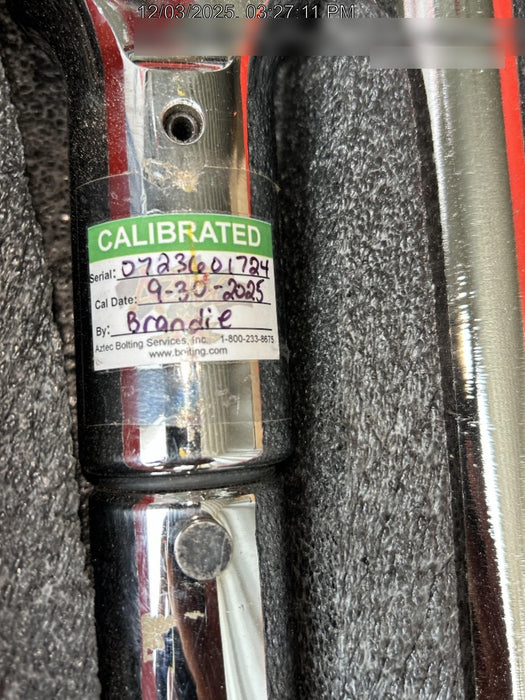 12/03/2025, 03:27:11 PM
CALIBRATED
Serial: 0723601724
Cal Date: 9-30-2025
By: Brandie
Aztec Bolting Services, Inc. 1-800-233-8675
www.bolting.com